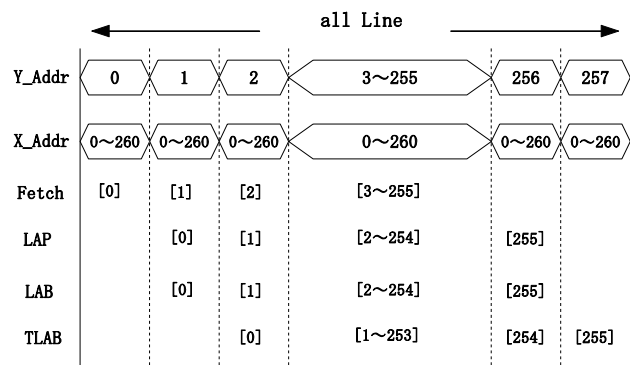 all Line
Y_Addr 0 1 2 3～255 256 257
X_Addr 0～260 0～260 0～260 0～260 0～260 0～260
Fetch [0] [1] [2] [3～255]
LAP [0] [1] [2～254] [255]
LAB [0] [1] [2～254] [255]
TLAB [0] [1～253] [254] [255]